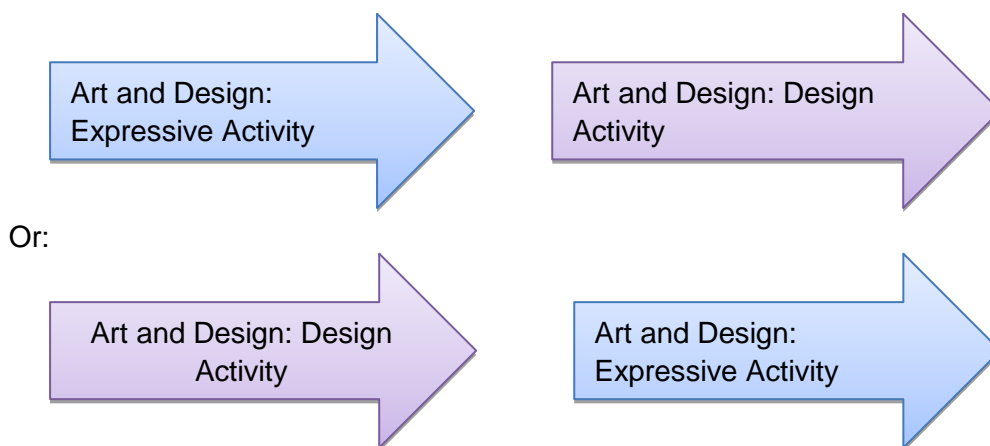 Art and Design:
Expressive Activity
Art and Design: Design
Activity
Or:
Art and Design: Design
Activity
Art and Design:
Expressive Activity